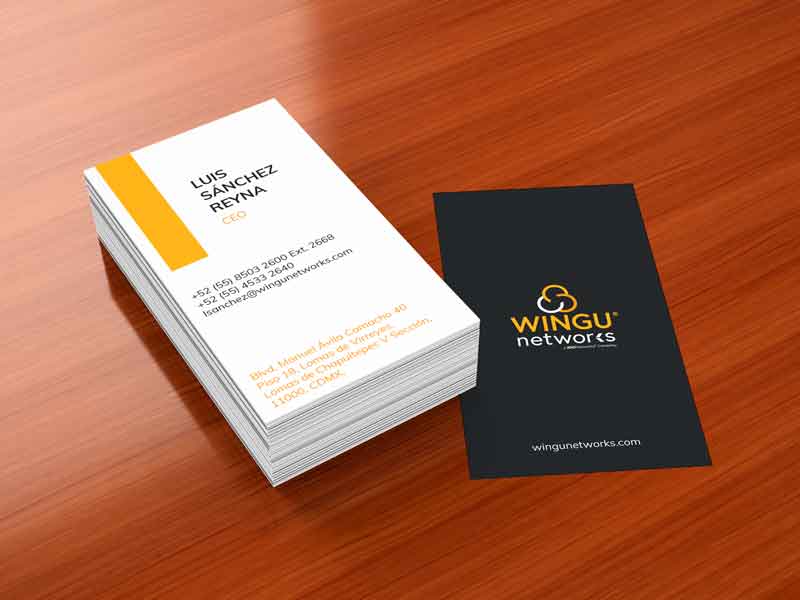 LUIS
SÁNCHEZ
REYNA
CEO
+52 (55) 8503 2600 Ext. 2668
+52 (55) 4533 2640
lsanchez@wingunetworks.com
Blvd. Manuel Ávila Camacho 40
Piso 18, Lomas de Virreyes,
Lomas de Chapultepec V Sección,
11000, CDMX.
WINGU®
networks
wingunetworks.com